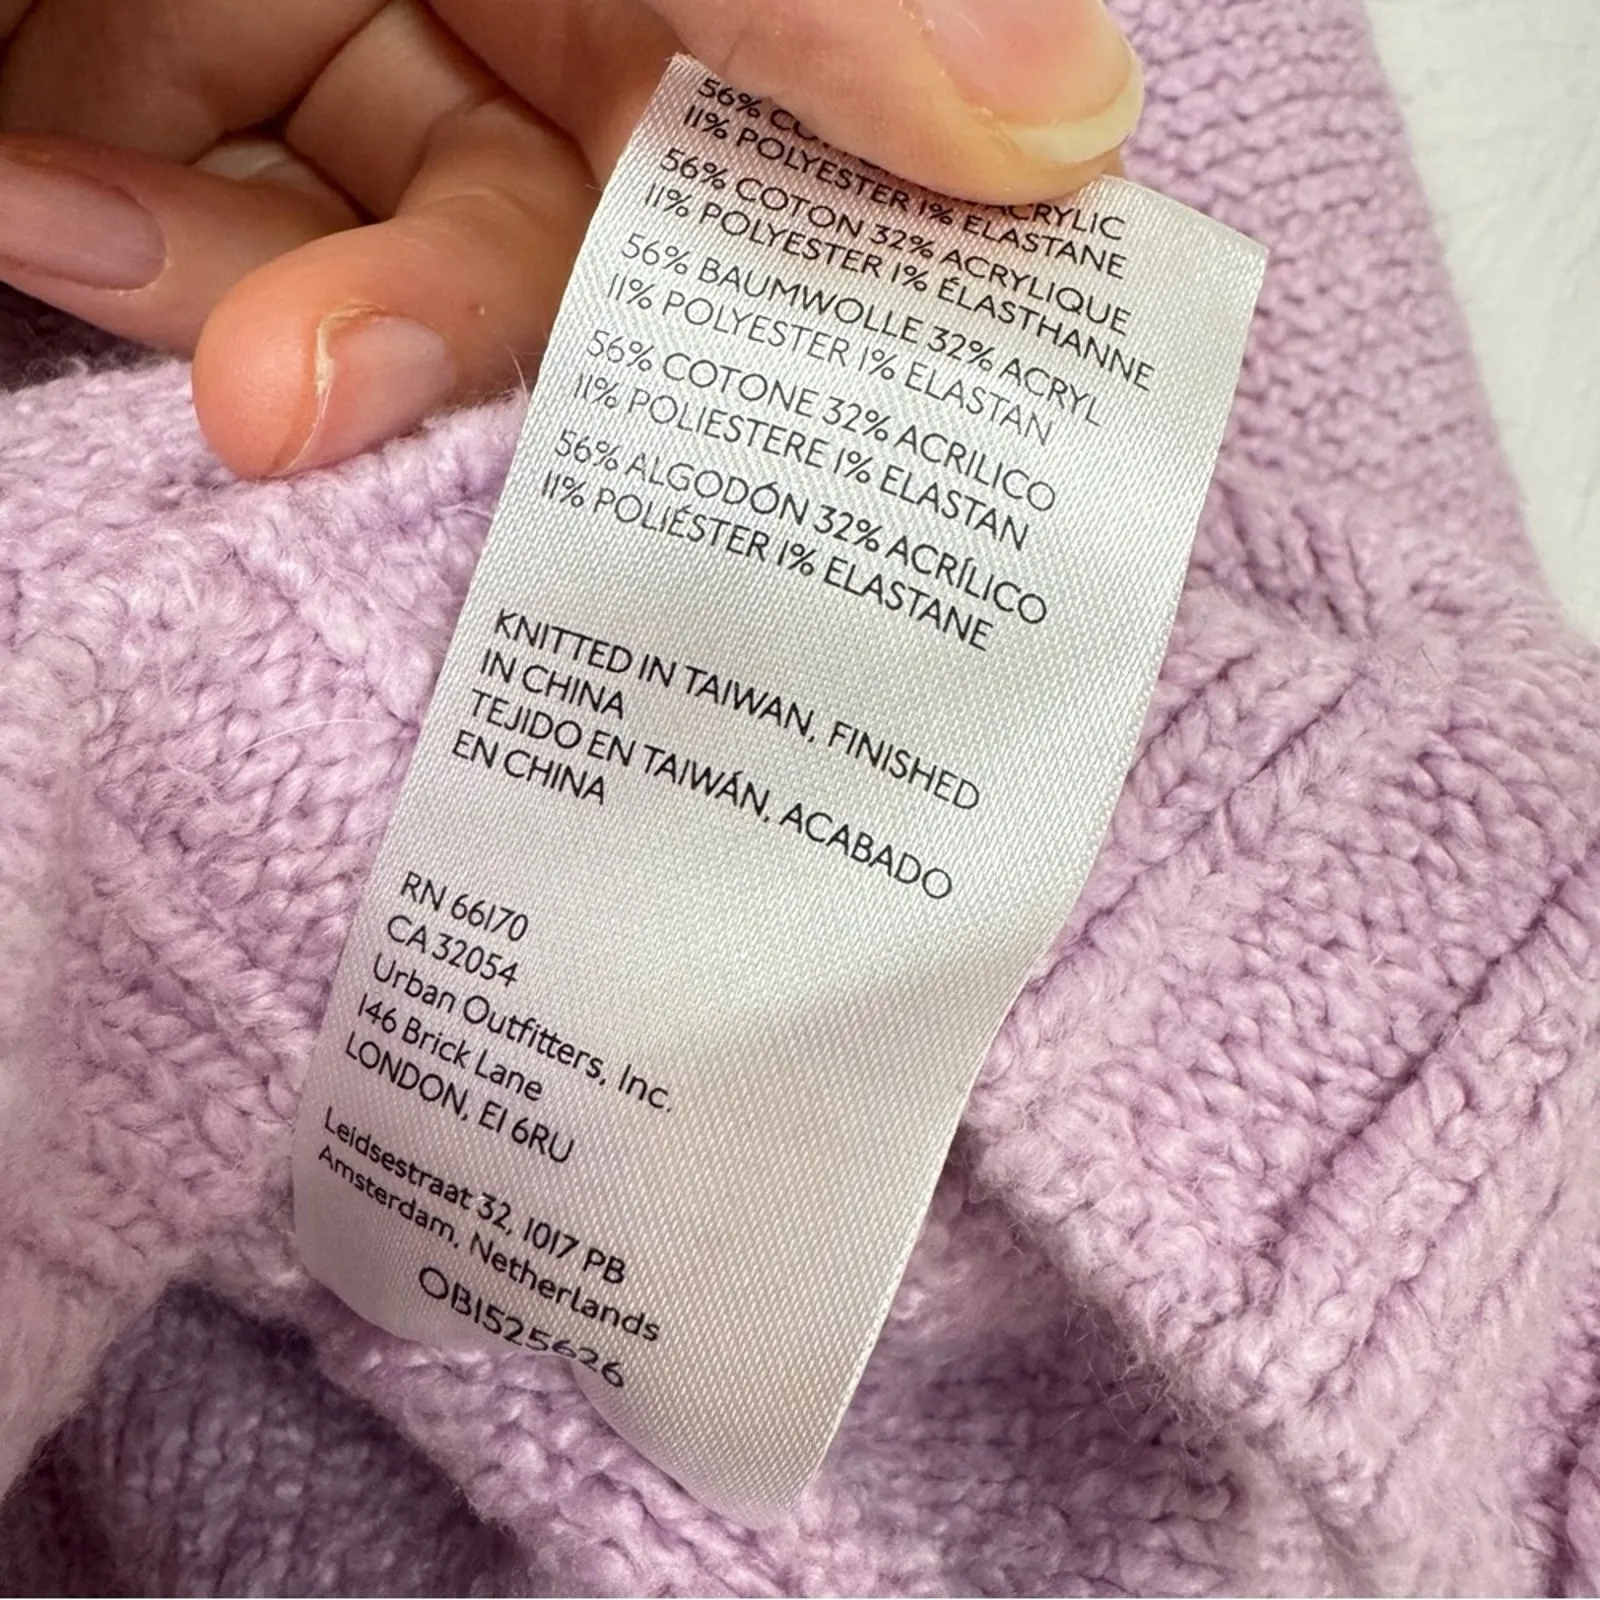 56%
11% POLYESTER 1% ELASTANE
56% COTON 32% ACRYLIQUE
11% POLYESTER 1% ÉLASTHANNE
56% BAUMWOLLE 32% ACRYL
11% POLYESTER 1% ELASTAN
56% COTONE 32% ACRILICO
11% POLIESTERE 1% ELASTAN
56% ALGODÓN 32% ACRÍLICO
11% POLIÉSTER 1% ELASTANE
KNITTED IN TAIWAN, FINISHED
IN CHINA
TEJIDO EN TAIWÁN, ACABADO
EN CHINA
RN 66170
CA 32054
Urban Outfitters, Inc.
146 Brick Lane
LONDON, E1 6RU
Leidsestraat 32, 1017 PB
Amsterdam, Netherlands
OB1525626